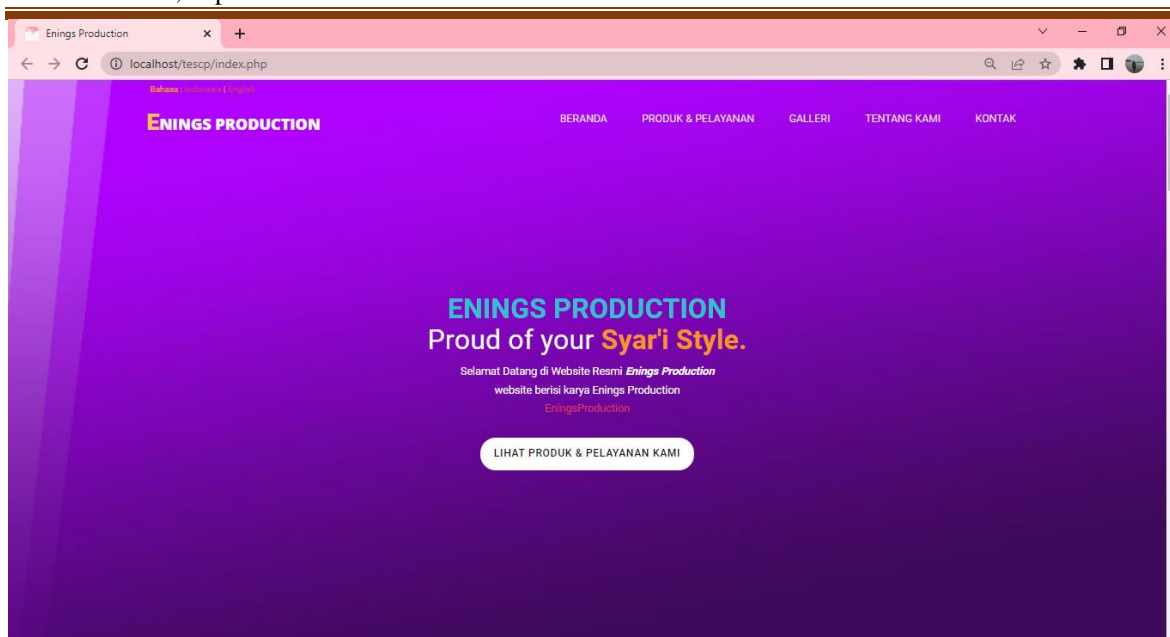 Enings Production
localhost/tescp/index.php
Bahasa : Indonesia | English
ENINGS PRODUCTION
BERANDA PRODUK & PELAYANAN GALLERI TENTANG KAMI KONTAK
ENINGS PRODUCTION
Proud of your Syar'i Style.
Selamat Datang di Website Resmi Enings Production
website berisi karya Enings Production
EningsProduction
LIHAT PRODUK & PELAYANAN KAMI